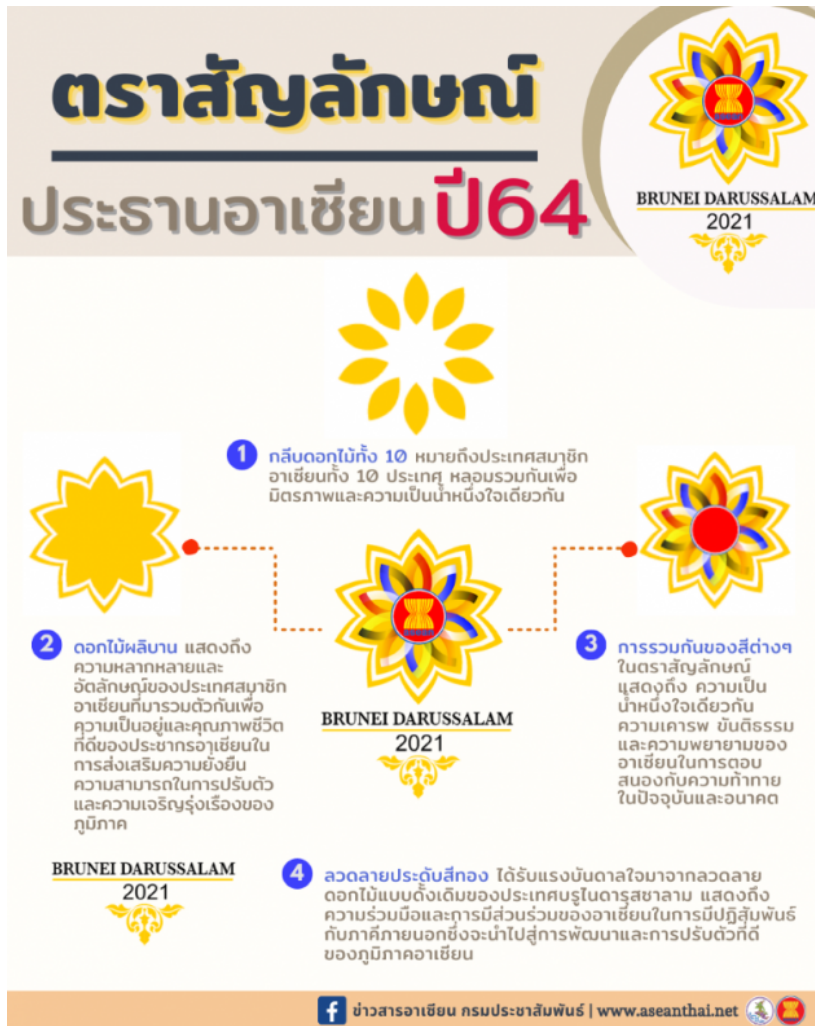 ตราสัญลักษณ์
ประธานอาเซียน ปี64
BRUNEI DARUSSALAM
2021
1 กลีบดอกไม้ทั้ง 10 หมายถึงประเทศสมาชิก
อาเซียนทั้ง 10 ประเทศ หลอมรวมกันเพื่อ
มิตรภาพและความเป็นน้ำหนึ่งใจเดียวกัน
2 ดอกไม้ผลิบาน แสดงถึง
ความหลากหลายและ
อัตลักษณ์ของประเทศสมาชิก
อาเซียนที่มารวมตัวกันเพื่อ
ความเป็นอยู่และคุณภาพชีวิต
ที่ดีของประชากรอาเซียนใน
การส่งเสริมความยั่งยืน
ความสามารถในการปรับตัว
และความเจริญรุ่งเรืองของ
ภูมิภาค
BRUNEI DARUSSALAM
2021
3 การรวมกันของสีต่างๆ
ในตราสัญลักษณ์
แสดงถึง ความเป็น
น้ำหนึ่งใจเดียวกัน
ความเคารพ ขันติธรรม
และความพยายามของ
อาเซียนในการตอบ
สนองกับความท้าทาย
ในปัจจุบันและอนาคต
BRUNEI DARUSSALAM
2021
4 ลวดลายประดับสีทอง ได้รับแรงบันดาลใจมาจากลวดลาย
ดอกไม้แบบดั้งเดิมของประเทศบรูไนดารุสซาลาม แสดงถึง
ความร่วมมือและการมีส่วนร่วมของอาเซียนในการมีปฏิสัมพันธ์
กับภาคีภายนอกซึ่งจะนำไปสู่การพัฒนาและการปรับตัวที่ดี
ของภูมิภาคอาเซียน
ข่าวสารอาเซียน กรมประชาสัมพันธ์ | www.aseanthai.net